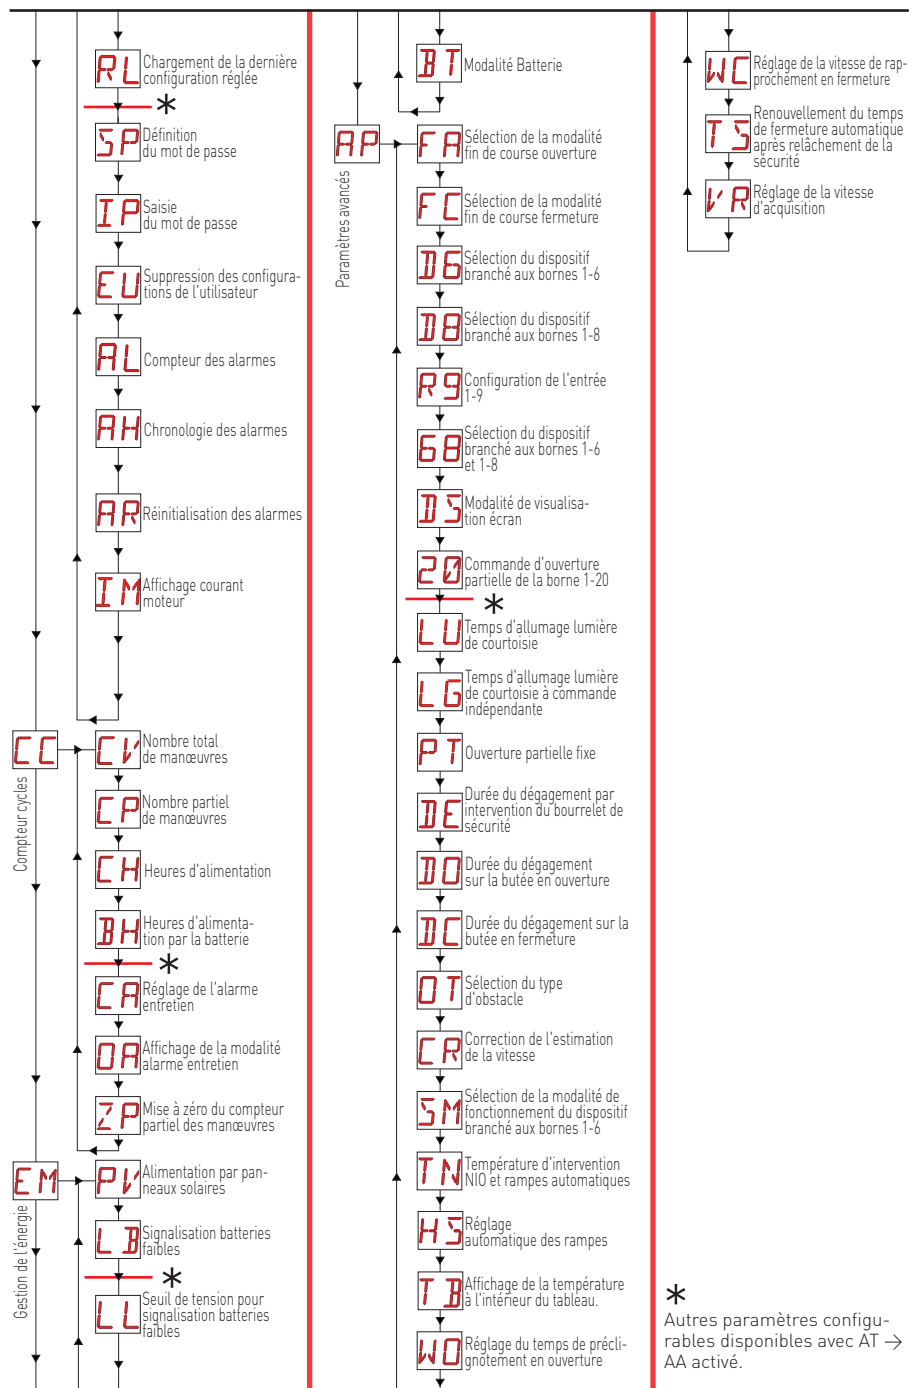 RL
Chargement de la dernière
configuration réglée
*
SP
Définition
du mot de passe
IP
Saisie
du mot de passe
EU
Suppression des configura-
tions de l'utilisateur
AL
Compteur des alarmes
AH
Chronologie des alarmes
AR
Réinitialisation des alarmes
IM
Affichage courant
moteur
CC
Compteur cycles
CV
Nombre total
de manœuvres
CP
Nombre partiel
de manœuvres
CH
Heures d'alimentation
BH
Heures d'alimenta-
tion par la batterie
*
CA
Réglage de l'alarme
entretien
OA
Affichage de la modalité
alarme entretien
ZP
Mise à zéro du compteur
partiel des manœuvres
EM
Gestion de l'énergie
PV
Alimentation par pan-
neaux solaires
LB
Signalisation batteries
faibles
*
LL
Seuil de tension pour
signalisation batteries
faibles
BT
Modalité Batterie
AP
Paramètres avancés
FA
Sélection de la modalité
fin de course ouverture
FC
Sélection de la modalité
fin de course fermeture
D6
Sélection du dispositif
branché aux bornes 1-6
D8
Sélection du dispositif
branché aux bornes 1-8
R9
Configuration de l'entrée
1-9
68
Sélection du dispositif
branché aux bornes 1-6
et 1-8
DS
Modalité de visualisa-
tion écran
20
Commande d'ouverture
partielle de la borne 1-20
*
LU
Temps d'allumage lumière
de courtoisie
LG
Temps d'allumage lumière
de courtoisie à commande
indépendante
PT
Ouverture partielle fixe
DE
Durée du dégagement par
intervention du bourrelet de
sécurité
DO
Durée du dégagement
sur la butée en ouverture
DC
Durée du dégagement sur la
butée en fermeture
OT
Sélection du type
d'obstacle
CR
Correction de l'estimation
de la vitesse
SM
Sélection de la modalité de
fonctionnement du dispositif
branché aux bornes 1-6
TN
Température d'intervention
NIO et rampes automatiques
HS
Réglage
automatique des rampes
TB
Affichage de la température
à l'intérieur du tableau.
WO
Réglage du temps de précli-
gnotement en ouverture
WC
Réglage de la vitesse de rap-
prochement en fermeture
TS
Renouvellement du temps
de fermeture automatique
après relâchement de la
sécurité
VR
Réglage de la vitesse
d'acquisition
*
Autres paramètres configu-
rables disponibles avec AT →
AA activé.